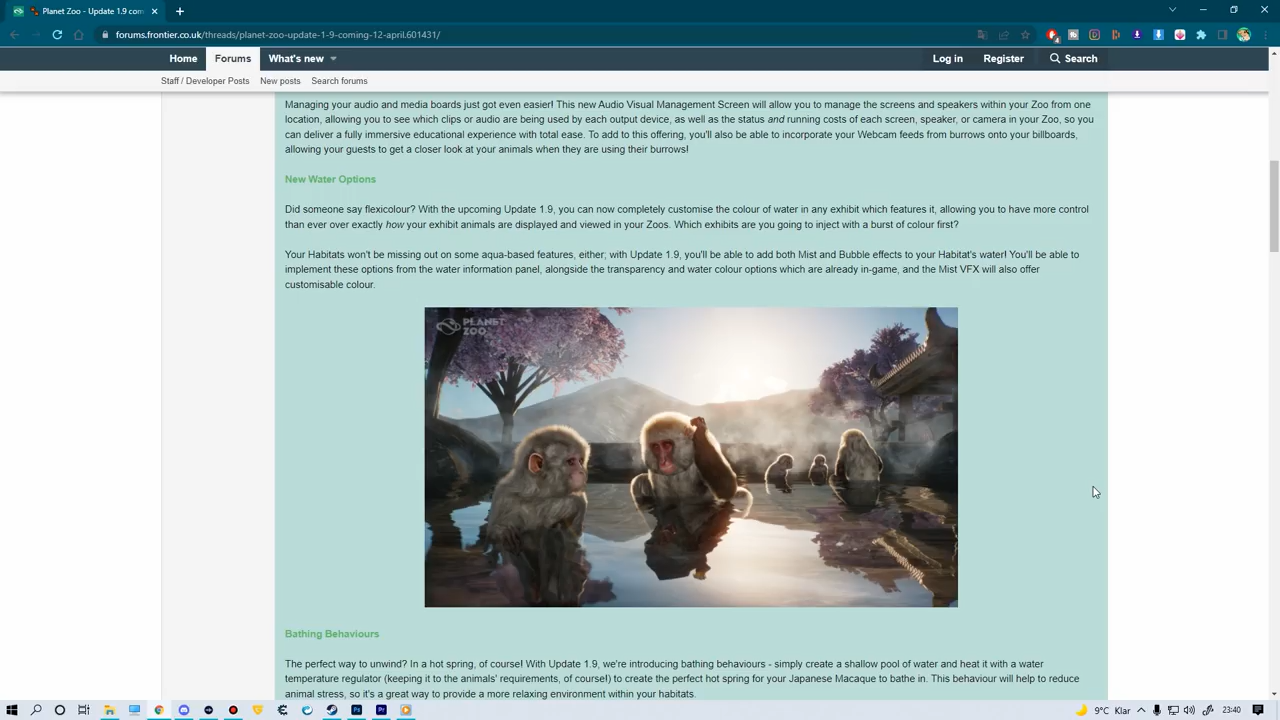 Planet Zoo - Update 1.9 com
forums.frontier.co.uk/threads/planet-zoo-update-1-9-coming-12-april.601431/
Home Forums What's new Log in Register Search
Staff / Developer Posts New posts Search forums
Managing your audio and media boards just got even easier! This new Audio Visual Management Screen will allow you to manage the screens and speakers within your Zoo from one
location, allowing you to see which clips or audio are being used by each output device, as well as the status and running costs of each screen, speaker, or camera in your Zoo, so you
can deliver a fully immersive educational experience with total ease. To add to this offering, you'll also be able to incorporate your Webcam feeds from burrows onto your billboards,
allowing your guests to get a closer look at your animals when they are using their burrows!
New Water Options
Did someone say flexicolour? With the upcoming Update 1.9, you can now completely customise the colour of water in any exhibit which features it, allowing you to have more control
than ever over exactly how your exhibit animals are displayed and viewed in your Zoos. Which exhibits are you going to inject with a burst of colour first?
Your Habitats won't be missing out on some aqua-based features, either; with Update 1.9, you'll be able to add both Mist and Bubble effects to your Habitat's water! You'll be able to
implement these options from the water information panel, alongside the transparency and water colour options which are already in-game, and the Mist VFX will also offer
customisable colour.
PLANET
ZOO
Bathing Behaviours
The perfect way to unwind? In a hot spring, of course! With Update 1.9, we're introducing bathing behaviours - simply create a shallow pool of water and heat it with a water
temperature regulator (keeping it to the animals' requirements, of course!) to create the perfect hot spring for your Japanese Macaque to bathe in. This behaviour will help to reduce
animal stress, so it's a great way to provide a more relaxing environment within your habitats.
9°C Klar 23:40